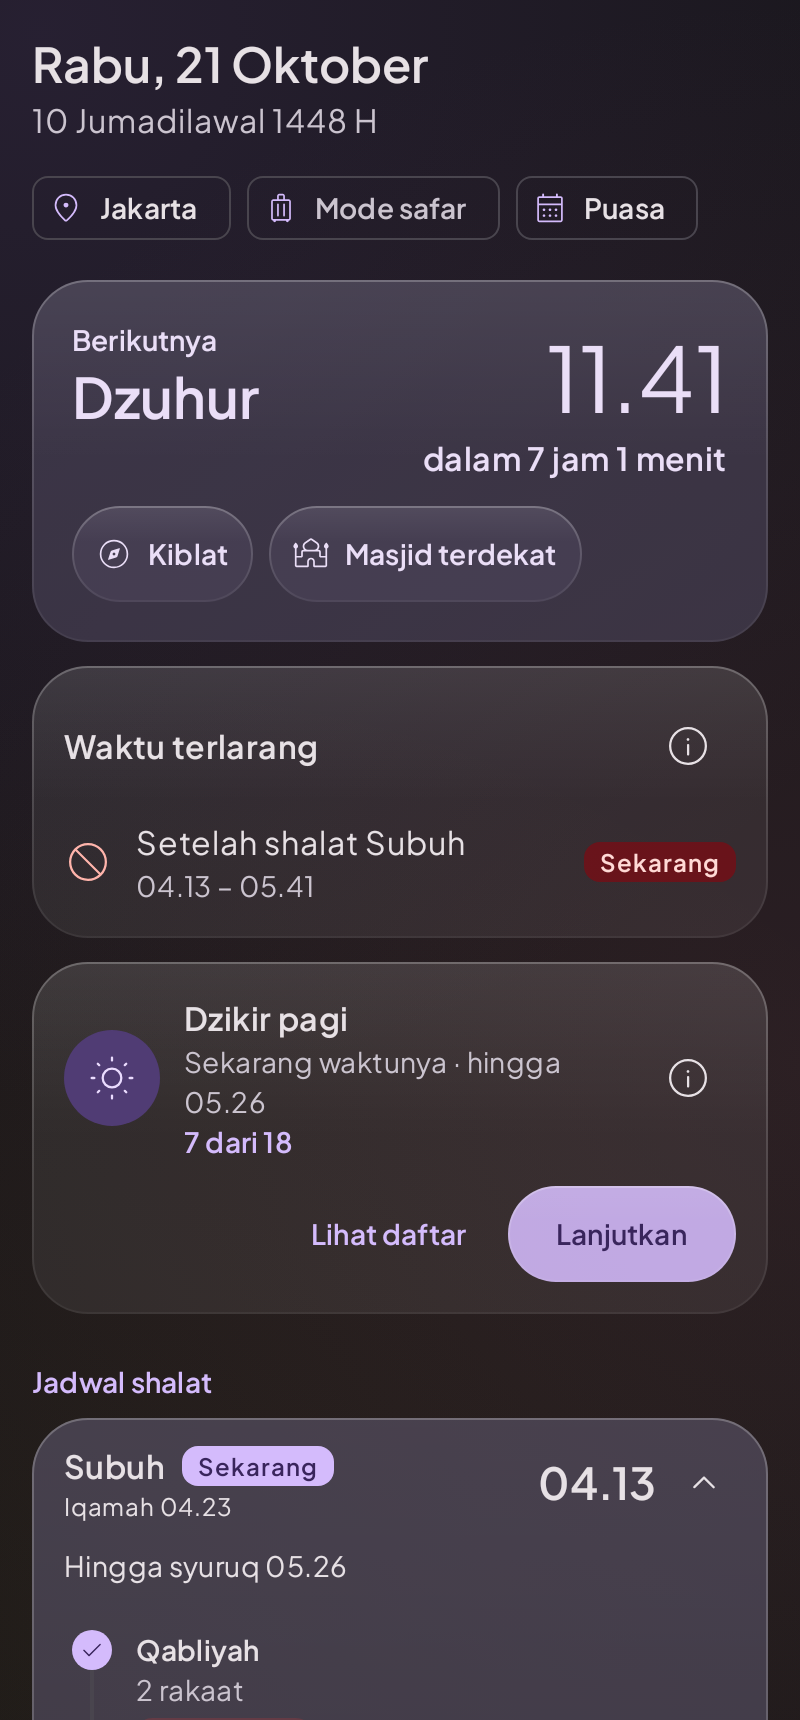 Rabu, 21 Oktober
10 Jumadilawal 1448 H
Jakarta
Mode safar
Puasa
Berikutnya
Dzuhur
11.41
dalam 7 jam 1 menit
Kiblat
Masjid terdekat
Waktu terlarang
Setelah shalat Subuh
04.13 – 05.41
Sekarang
Dzikir pagi
Sekarang waktunya · hingga
05.26
7 dari 18
Lihat daftar
Lanjutkan
Jadwal shalat
Subuh
Sekarang
Iqamah 04.23
04.13
Hingga syuruq 05.26
Qabliyah
2 rakaat